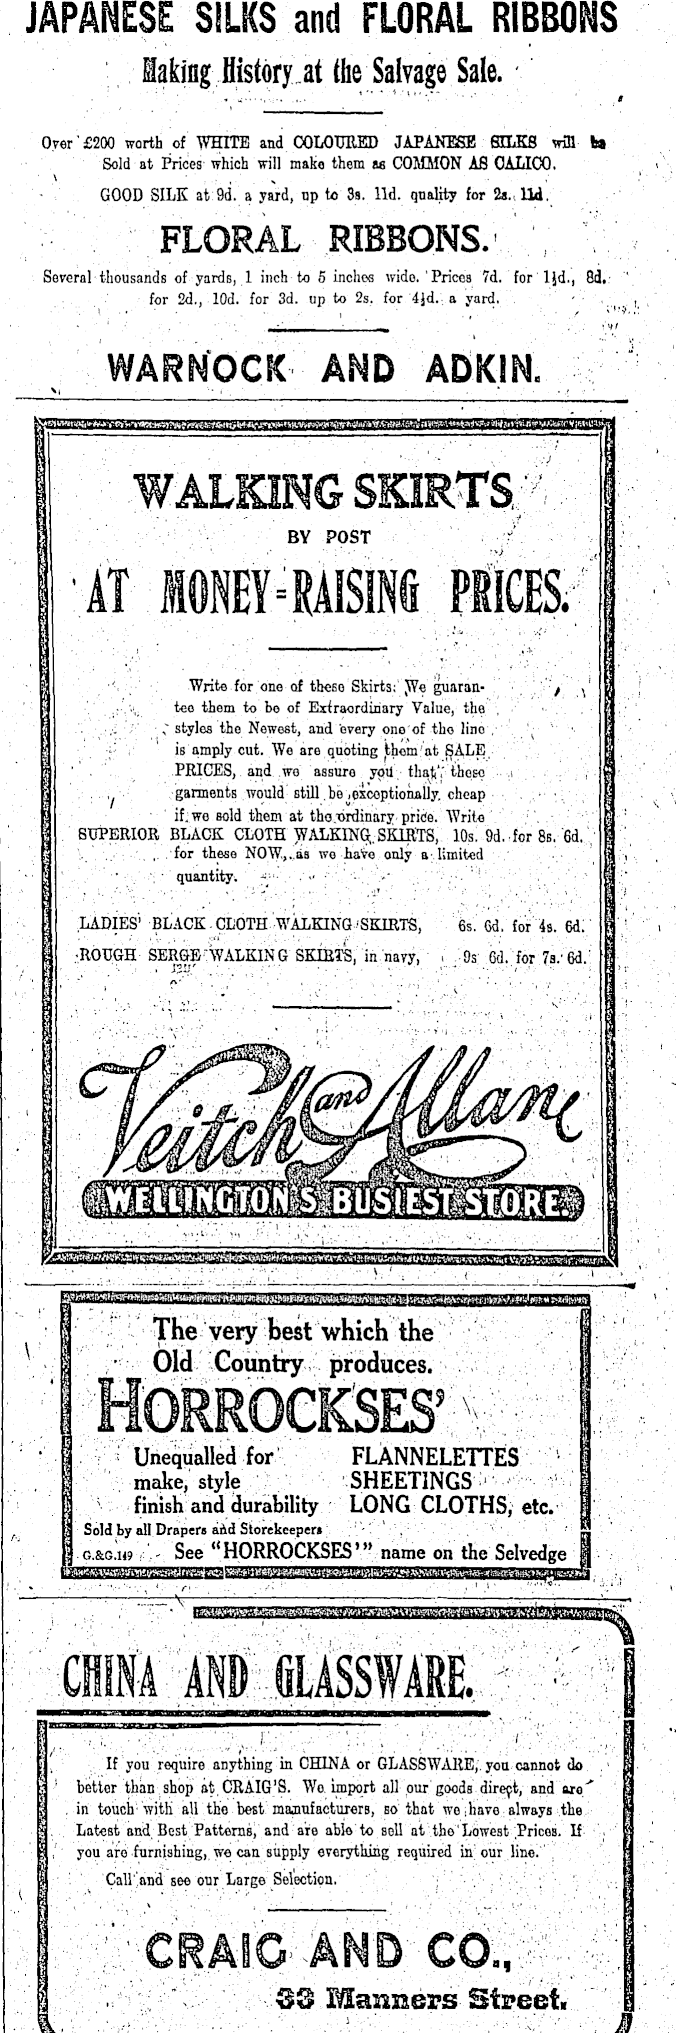 JAPANESE SILKS and FLORAL RIBBONS
Making History at the Salvage Sale.
Over £200 worth of WHITE and COLOURED JAPANESE SILKS will be
Sold at Prices which will make them as COMMON AS CALICO.
GOOD SILK at 9d. a yard, up to 3s. 11d. quality for 2s. 11d.
FLORAL RIBBONS.
Several thousands of yards, 1 inch to 5 inches wide. Prices 7d. for 1½d., 8d.
for 2d., 10d. for 3d. up to 2s. for 4½d. a yard.
WARNOCK AND ADKIN.
WALKING SKIRTS
BY POST
AT MONEY=RAISING PRICES.
Write for one of these Skirts. We guaran-
tee them to be of Extraordinary Value, the
styles the Newest, and every one of the line
is amply cut. We are quoting them at SALE
PRICES, and we assure you that these
garments would still be exceptionally cheap
if we sold them at the ordinary price. Write
SUPERIOR BLACK CLOTH WALKING SKIRTS, 10s. 9d. for 8s. 6d.
for these NOW, as we have only a limited
quantity.
LADIES' BLACK CLOTH WALKING SKIRTS, 6s. 6d. for 4s. 6d.
ROUGH SERGE WALKING SKIRTS, in navy, 9s 6d. for 7s. 6d.
Veitch and Allan
WELLINGTON'S BUSIEST STORE.
The very best which the
Old Country produces.
HORROCKSES'
Unequalled for FLANNELETTES
make, style SHEETINGS
finish and durability LONG CLOTHS, etc.
Sold by all Drapers and Storekeepers
G.&G.149 See "HORROCKSES'" name on the Selvedge
CHINA AND GLASSWARE.
If you require anything in CHINA or GLASSWARE, you cannot do
better than shop at CRAIG'S. We import all our goods direct, and are
in touch with all the best manufacturers, so that we have always the
Latest and Best Patterns, and are able to sell at the Lowest Prices. If
you are furnishing, we can supply everything required in our line.
Call and see our Large Selection.
CRAIG AND CO.,
33 Manners Street.